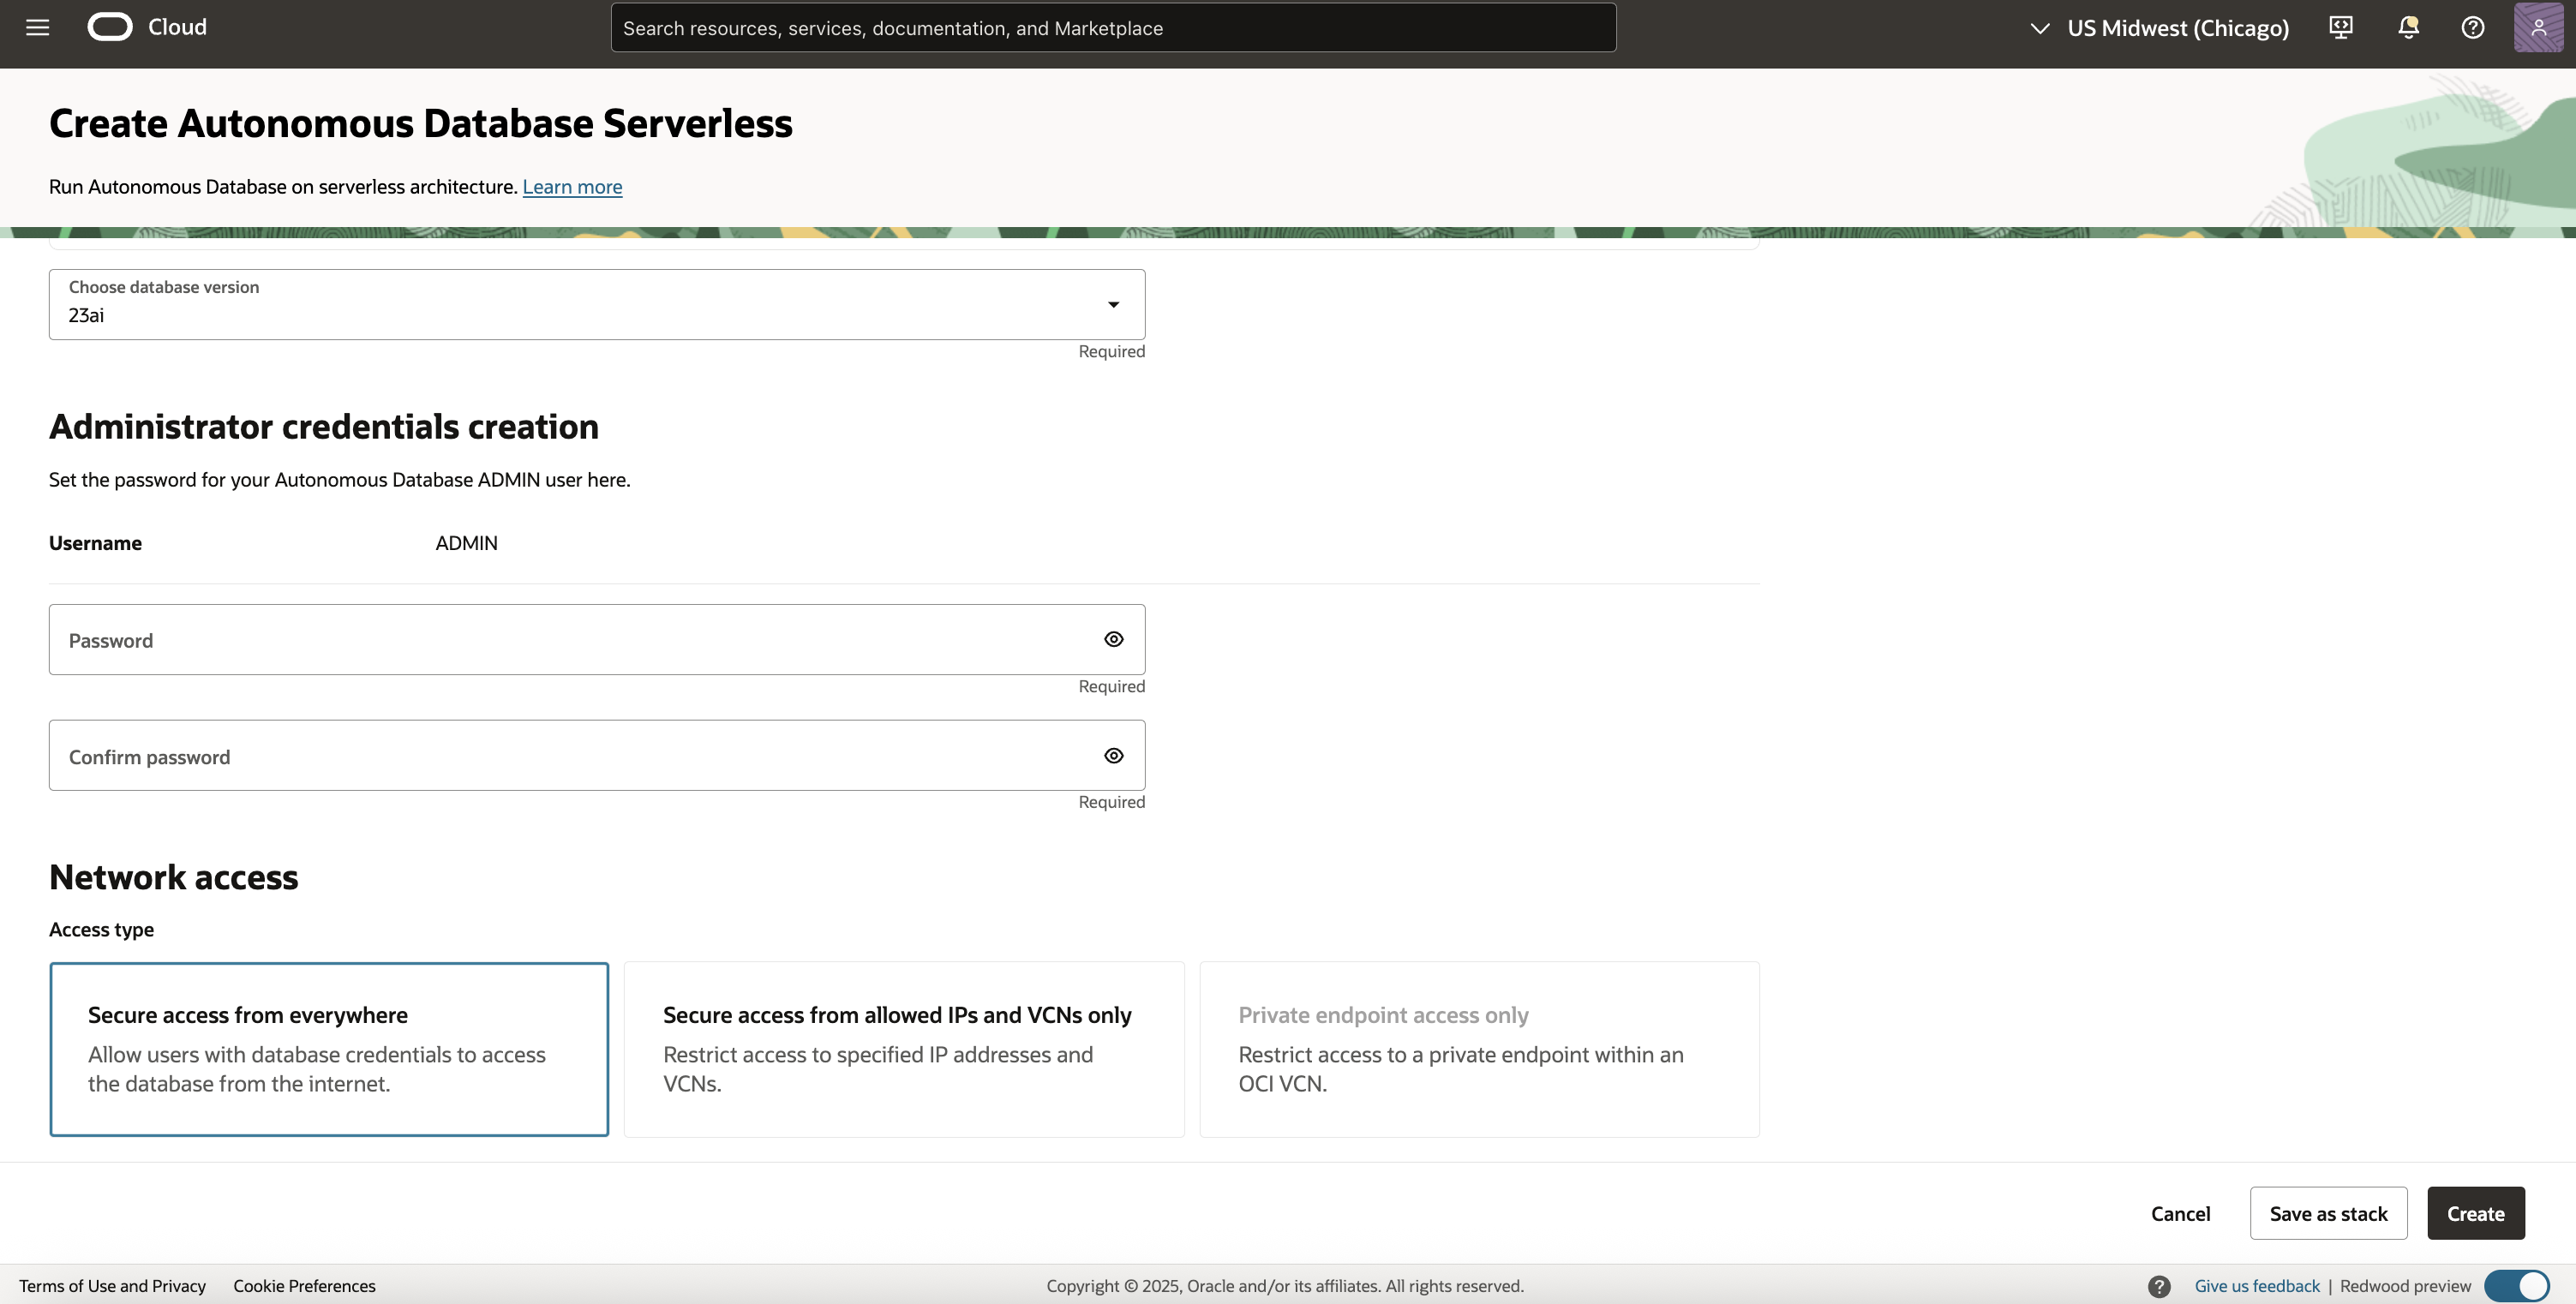 Cloud
Search resources, services, documentation, and Marketplace
US Midwest (Chicago)
Create Autonomous Database Serverless
Run Autonomous Database on serverless architecture. Learn more
Choose database version
23ai
Required
Administrator credentials creation
Set the password for your Autonomous Database ADMIN user here.
Username ADMIN
Password
Required
Confirm password
Required
Network access
Access type
Secure access from everywhere
Allow users with database credentials to access
the database from the internet.
Secure access from allowed IPs and VCNs only
Restrict access to specified IP addresses and
VCNs.
Private endpoint access only
Restrict access to a private endpoint within an
OCI VCN.
Cancel
Save as stack
Create
Terms of Use and Privacy
Cookie Preferences
Copyright © 2025, Oracle and/or its affiliates. All rights reserved.
Give us feedback | Redwood preview